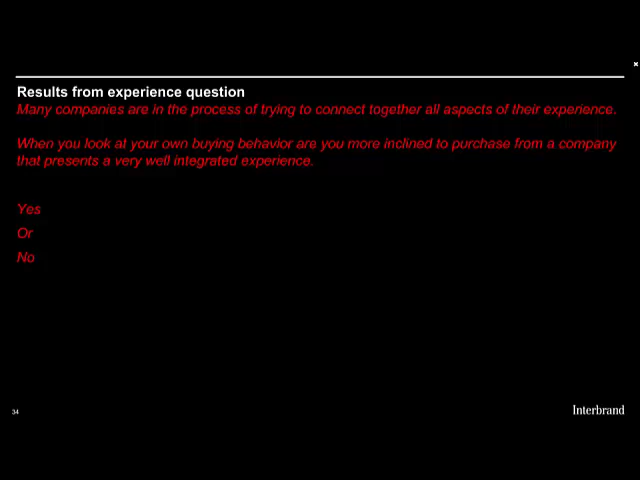 Results from experience question
Many companies are in the process of trying to connect together all aspects of their experience.
When you look at your own buying behavior are you more inclined to purchase from a company
that presents a very well integrated experience.
Yes
Or
No
34
Interbrand